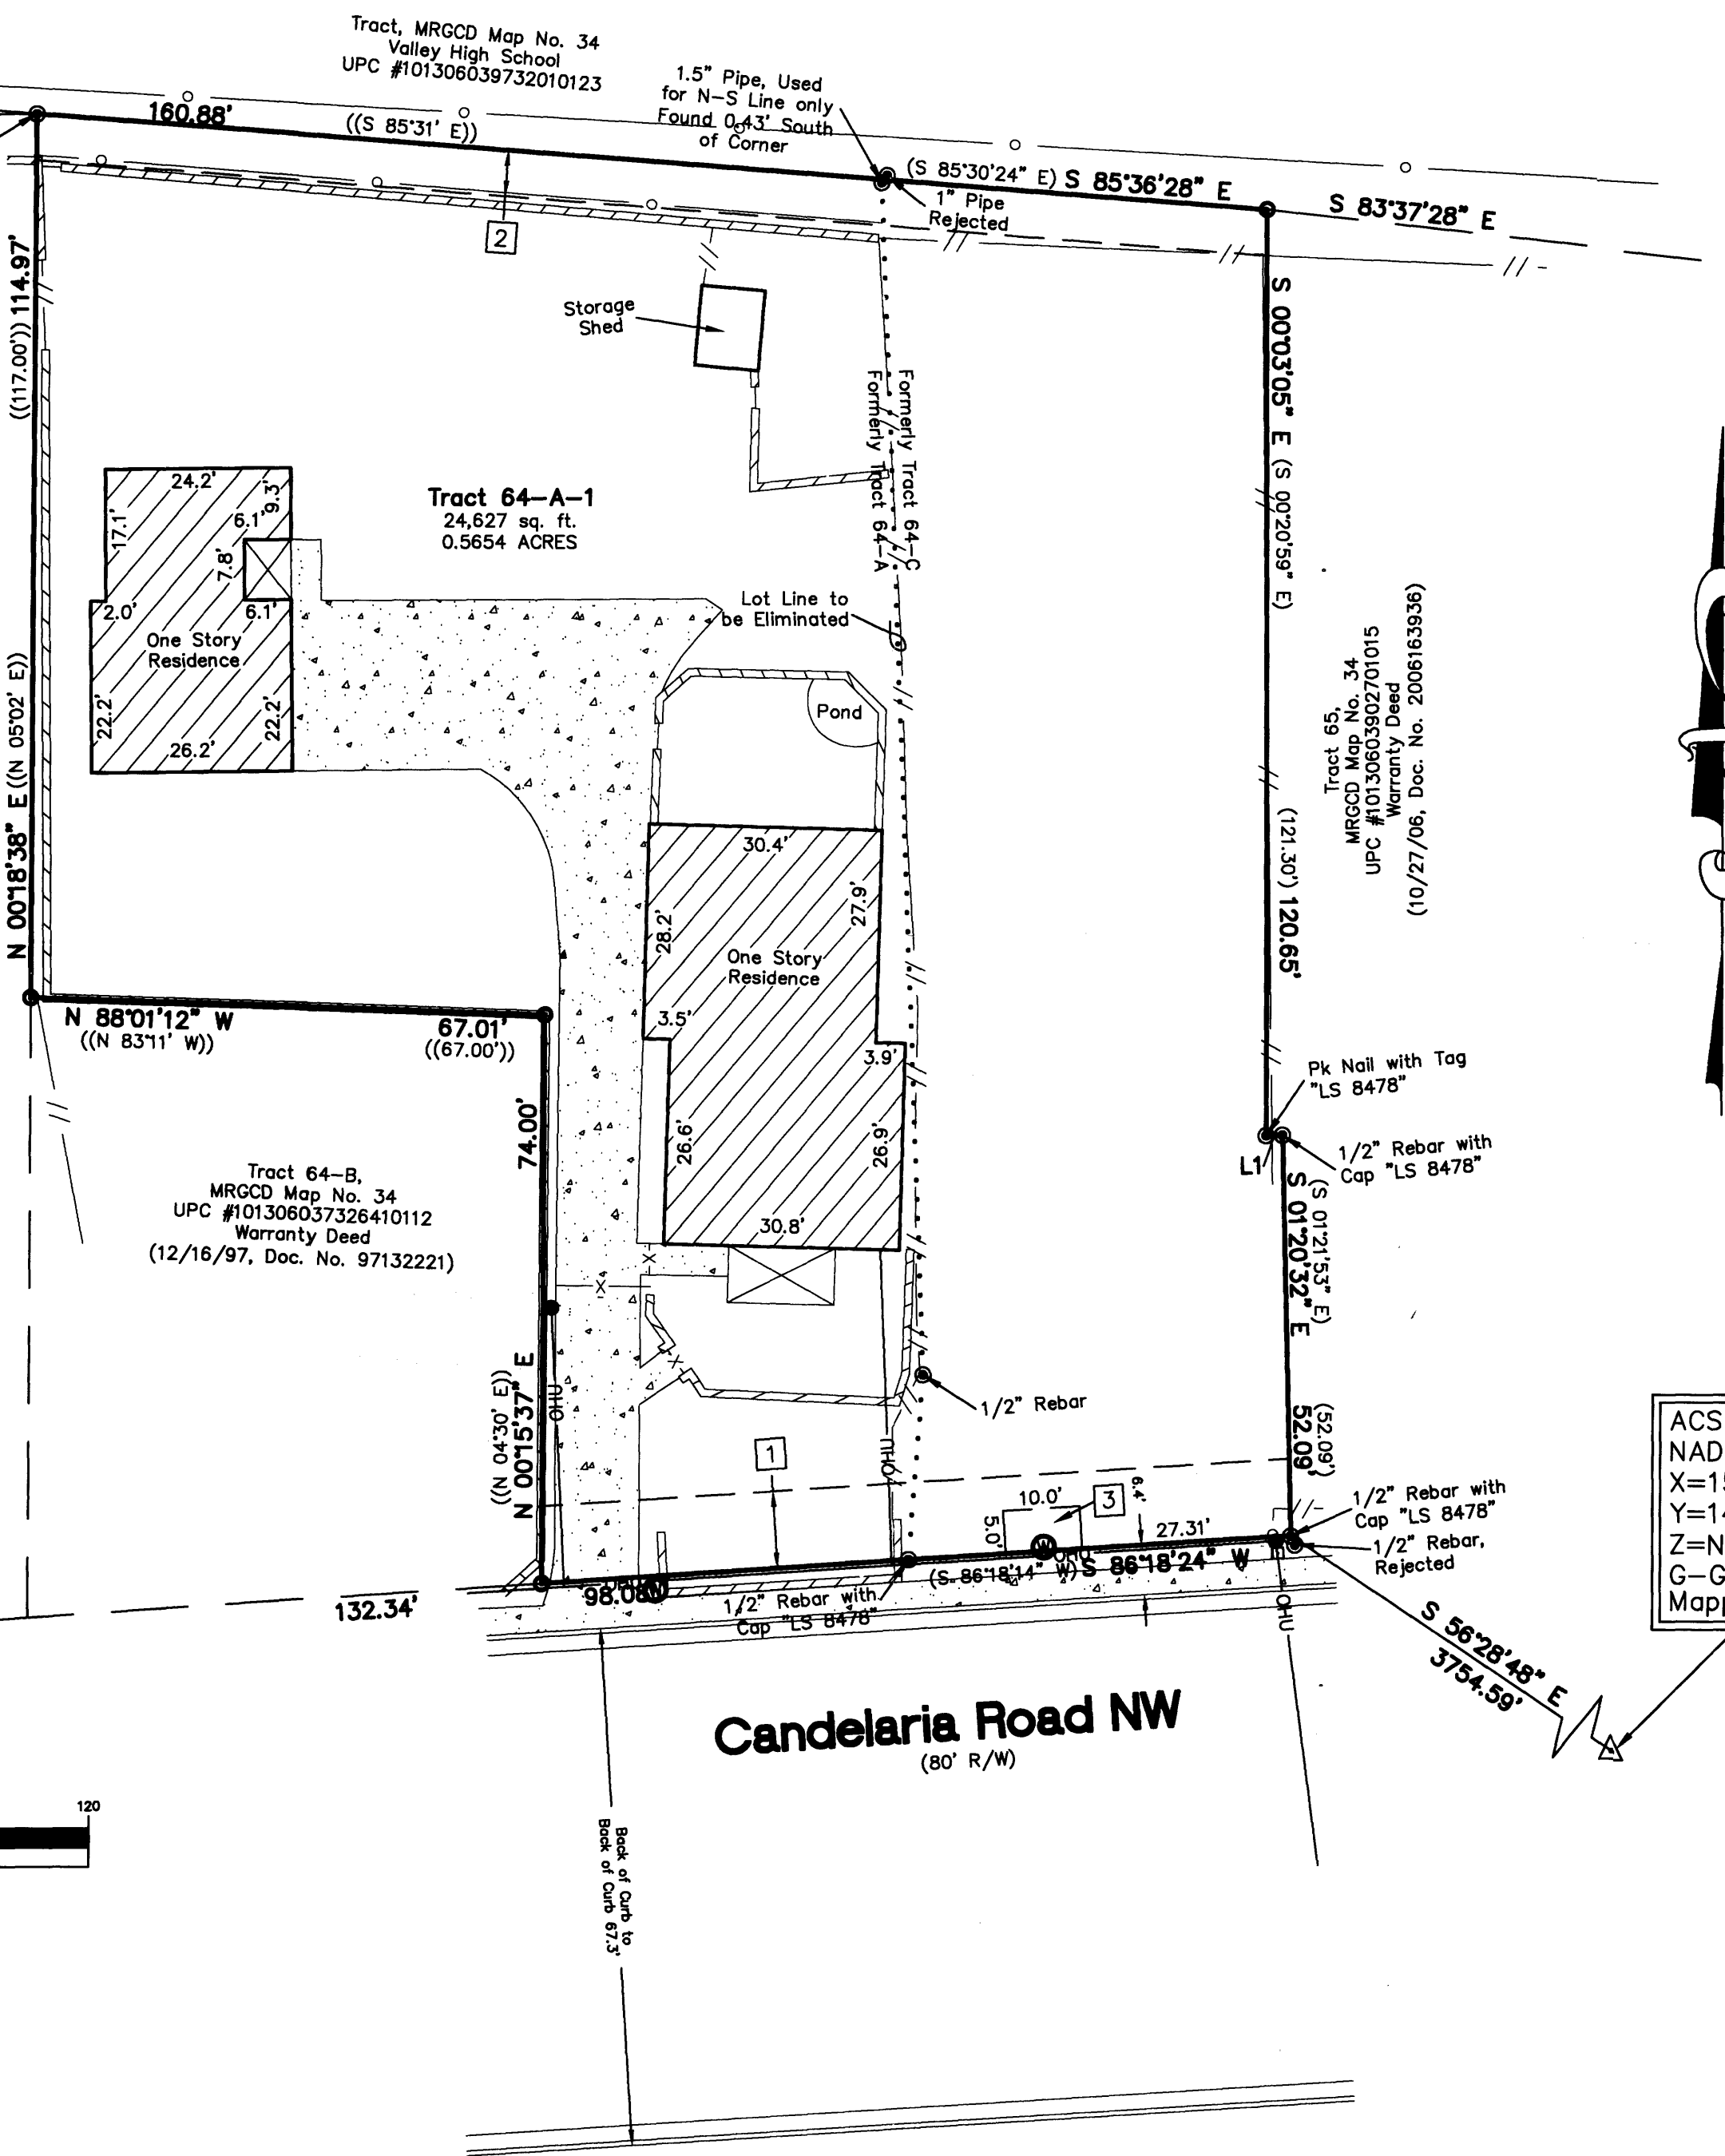 Tract, MRGCD Map No. 34
Valley High School
UPC #101306039732010123
1.5" Pipe, Used
for N-S Line only
Found 0.43' South
of Corner
160.88'
((S 85°31' E))
(S 85°30'24" E) S 85°36'28" E
1" Pipe
Rejected
S 83°37'28" E
2
((117.00')) 114.97'
N 00°18'38" E ((N 05°02' E))
Storage
Shed
Formerly Tract 64-C
Formerly Tract 64-A
S 00°03'05" E (S 00°20'59" E)
(121.30') 120.65'
Tract 64-A-1
24,627 sq. ft.
0.5654 ACRES
24.2'
9.3'
17.1'
6.1'
7.8'
2.0'
6.1'
One Story
Residence
22.2'
22.2'
26.2'
Lot Line to
be Eliminated
Pond
Tract 65,
MRGCD Map No. 34
UPC #10130603902701015
Warranty Deed
(10/27/06, Doc. No. 2006163936)
30.4'
28.2'
27.9'
One Story
Residence
3.5'
3.9'
26.6'
26.9'
30.8'
N 88°01'12" W
((N 83°11' W))
67.01'
((67.00'))
74.00'
((N 04°30' E))
N 00°15'37" E
Tract 64-B,
MRGCD Map No. 34
UPC #101306037326410112
Warranty Deed
(12/16/97, Doc. No. 97132221)
Pk Nail with Tag
"LS 8478"
L1
1/2" Rebar with
Cap "LS 8478"
(S 01°21'53" E)
S 01°20'32" E
(52.09')
52.09'
X
X
X
OHU
OHU
1/2" Rebar
1
10.0'
3
6.4'
5.0'
27.31'
W
OHU
1/2" Rebar with
Cap "LS 8478"
1/2" Rebar,
Rejected
(S 86°18'14" W) S 86°18'24" W
98.08'
OHU
W
132.34'
1/2" Rebar with
Cap "LS 8478"
OHU
S 56°28'48" E
3754.59'
ACS
NAD
X=15
Y=14
Z=N
G-G
Mapp
Candelaria Road NW
(80' R/W)
120
Back of Curb to
Back of Curb 67.3'